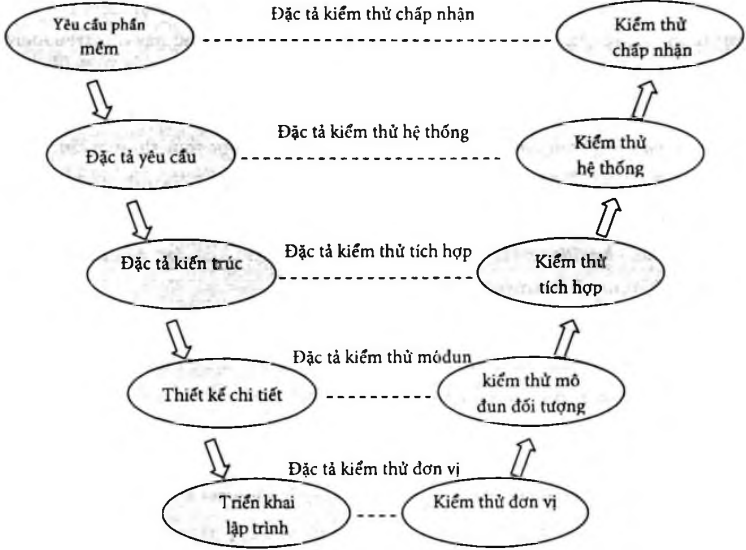 Yêu cầu phần
mềm
Đặc tả kiểm thử chấp nhận
Kiểm thử
chấp nhận
Đặc tả yêu cầu
Đặc tả kiểm thử hệ thống
Kiểm thử
hệ thống
Đặc tả kiến trúc
Đặc tả kiểm thử tích hợp
Kiểm thử
tích hợp
Thiết kế chi tiết
Đặc tả kiểm thử môđun
kiểm thử mô
đun đối tượng
Triển khai
lập trình
Đặc tả kiểm thử đơn vị
Kiểm thử đơn vị